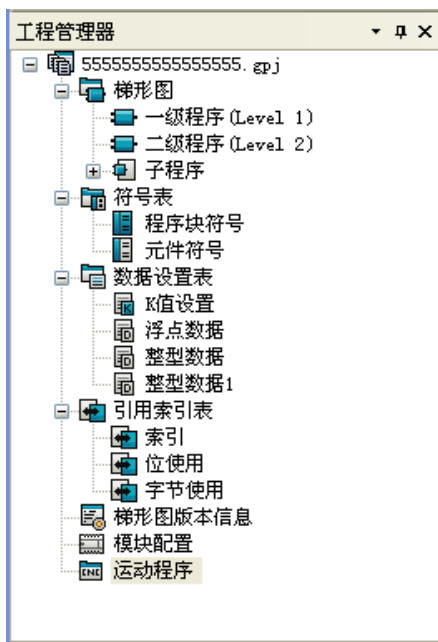 工程管理器
5555555555555555.gpj
梯形图
一级程序(Level 1)
二级程序(Level 2)
子程序
符号表
程序块符号
元件符号
数据设置表
K值设置
浮点数据
整型数据
整型数据1
引用索引表
索引
位使用
字节使用
梯形图版本信息
模块配置
运动程序